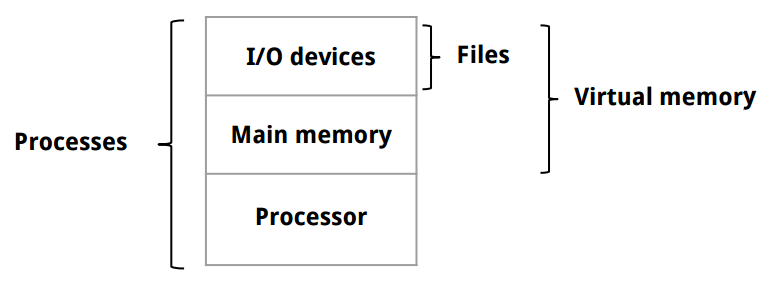 I/O devices
Files
Virtual memory
Main memory
Processes
Processor